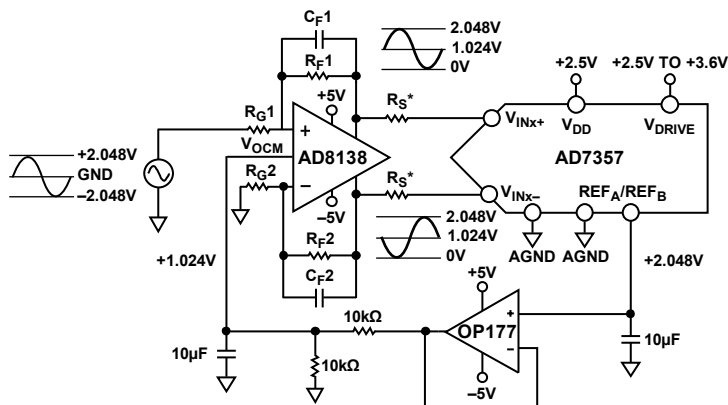 CF1
2.048V
1.024V
0V
RF1
+5V
+2.5V
+2.5V TO +3.6V
RG1
RS*
VINx+
VDD
VDRIVE
VOCM
+
AD8138
AD7357
+2.048V
GND
–2.048V
RG2
–
RS*
VINx–
REFA/REFB
–5V
2.048V
1.024V
0V
RF2
AGND
AGND
+1.024V
CF2
+5V
+2.048V
10kΩ
+
OP177
–
10µF
10µF
10kΩ
–5V